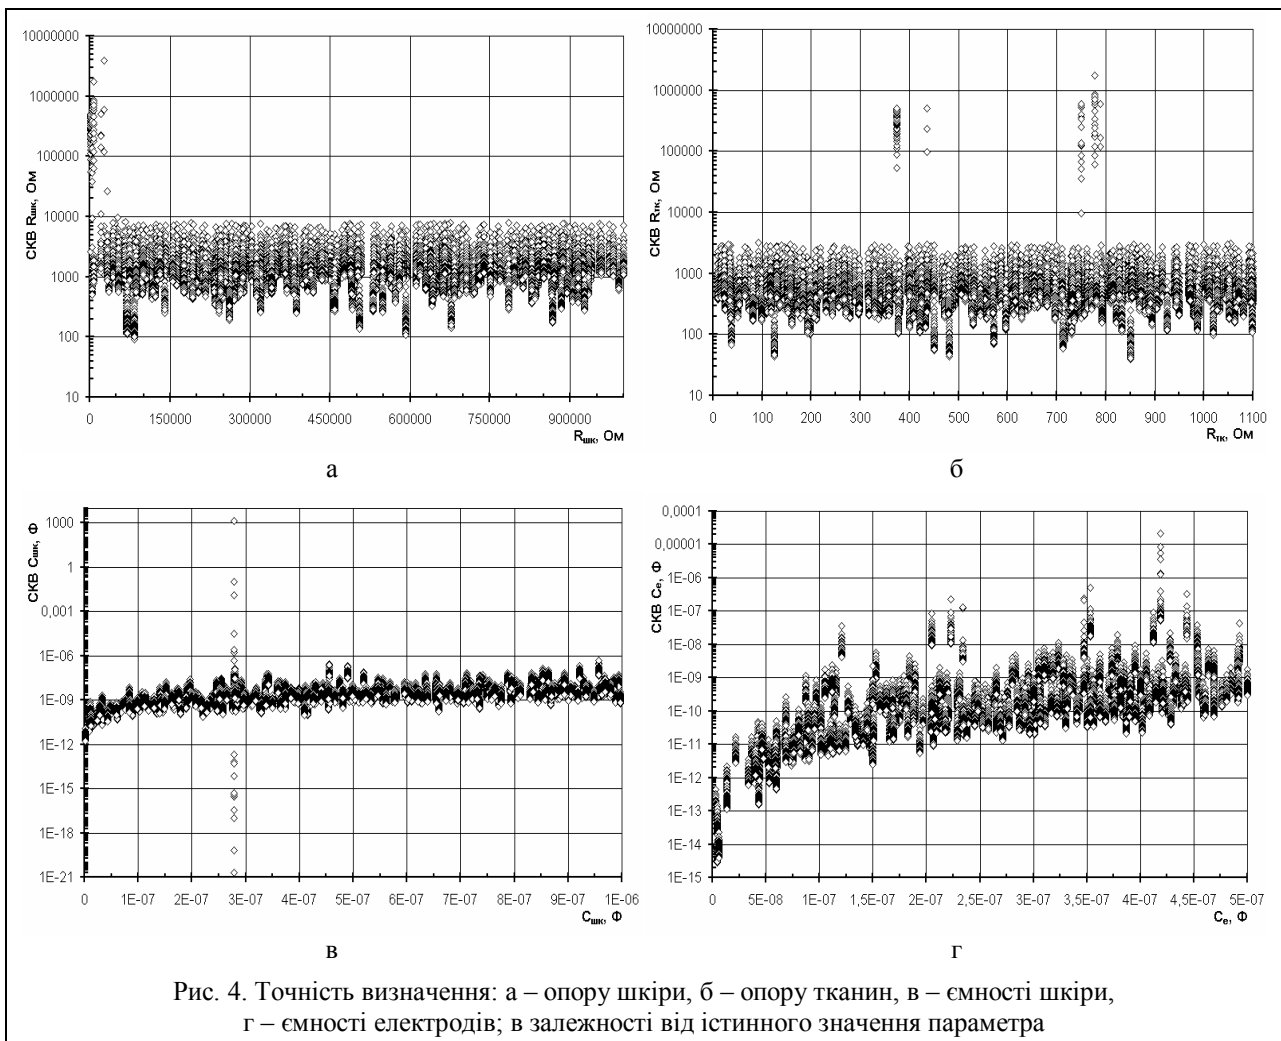 10000000
1000000
100000
10000
1000
100
10
СКВ Rшк, Ом
0 150000 300000 450000 600000 750000 900000
Rшк, Ом
а
10000000
1000000
100000
10000
1000
100
10
СКВ Rтк, Ом
0 100 200 300 400 500 600 700 800 900 1000 1100
Rтк, Ом
б
1000
1
0,001
1E-06
1E-09
1E-12
1E-15
1E-18
1E-21
СКВ Cшк, Ф
0 1E-07 2E-07 3E-07 4E-07 5E-07 6E-07 7E-07 8E-07 9E-07 1E-06
Cшк, Ф
в
0,0001
0,00001
1E-06
1E-07
1E-08
1E-09
1E-10
1E-11
1E-12
1E-13
1E-14
1E-15
СКВ Cе, Ф
0 5E-08 1E-07 1,5E-07 2E-07 2,5E-07 3E-07 3,5E-07 4E-07 4,5E-07 5E-07
Cе, Ф
г
Рис. 4. Точність визначення: а – опору шкіри, б – опору тканин, в – ємності шкіри,
г – ємності електродів; в залежності від істинного значення параметра